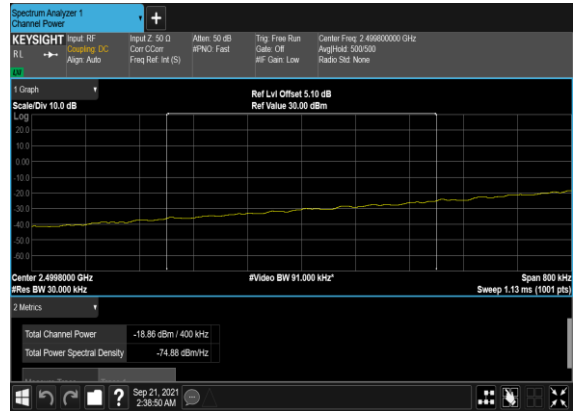 Spectrum Analyzer 1
Channel Power
+
KEYSIGHT Input: RF Input Z: 50 Ω Atten: 50 dB Trig: Free Run Center Freq: 2.499800000 GHz
RL Coupling: DC Corr CCorr #PNO: Fast Gate: Off Avg|Hold: 500/500
Align: Auto Freq Ref: Int (S) #IF Gain: Low Radio Std: None
1 Graph
Ref Lvl Offset 5.10 dB
Scale/Div 10.0 dB Ref Value 30.00 dBm
Log
20.0
10.0
0.00
-10.0
-20.0
-30.0
-40.0
-50.0
-60.0
Center 2.4998000 GHz #Video BW 91.000 kHz* Span 800 kHz
#Res BW 30.000 kHz Sweep 1.13 ms (1001 pts)
2 Metrics
Total Channel Power -18.86 dBm / 400 kHz
Total Power Spectral Density -74.88 dBm/Hz
? Sep 21, 2021
2:38:50 AM